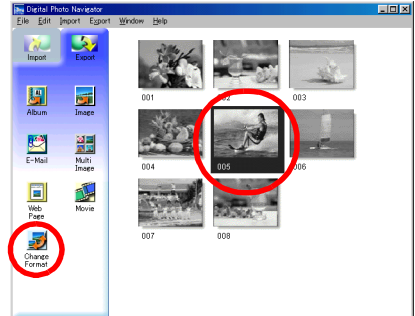 Digital Photo Navigator
File Edit Import Export Window Help
Import Export
001 002 003
Album Image
E-Mail Multi Image
004 005 006
Web Page Movie
007 008
Change Format